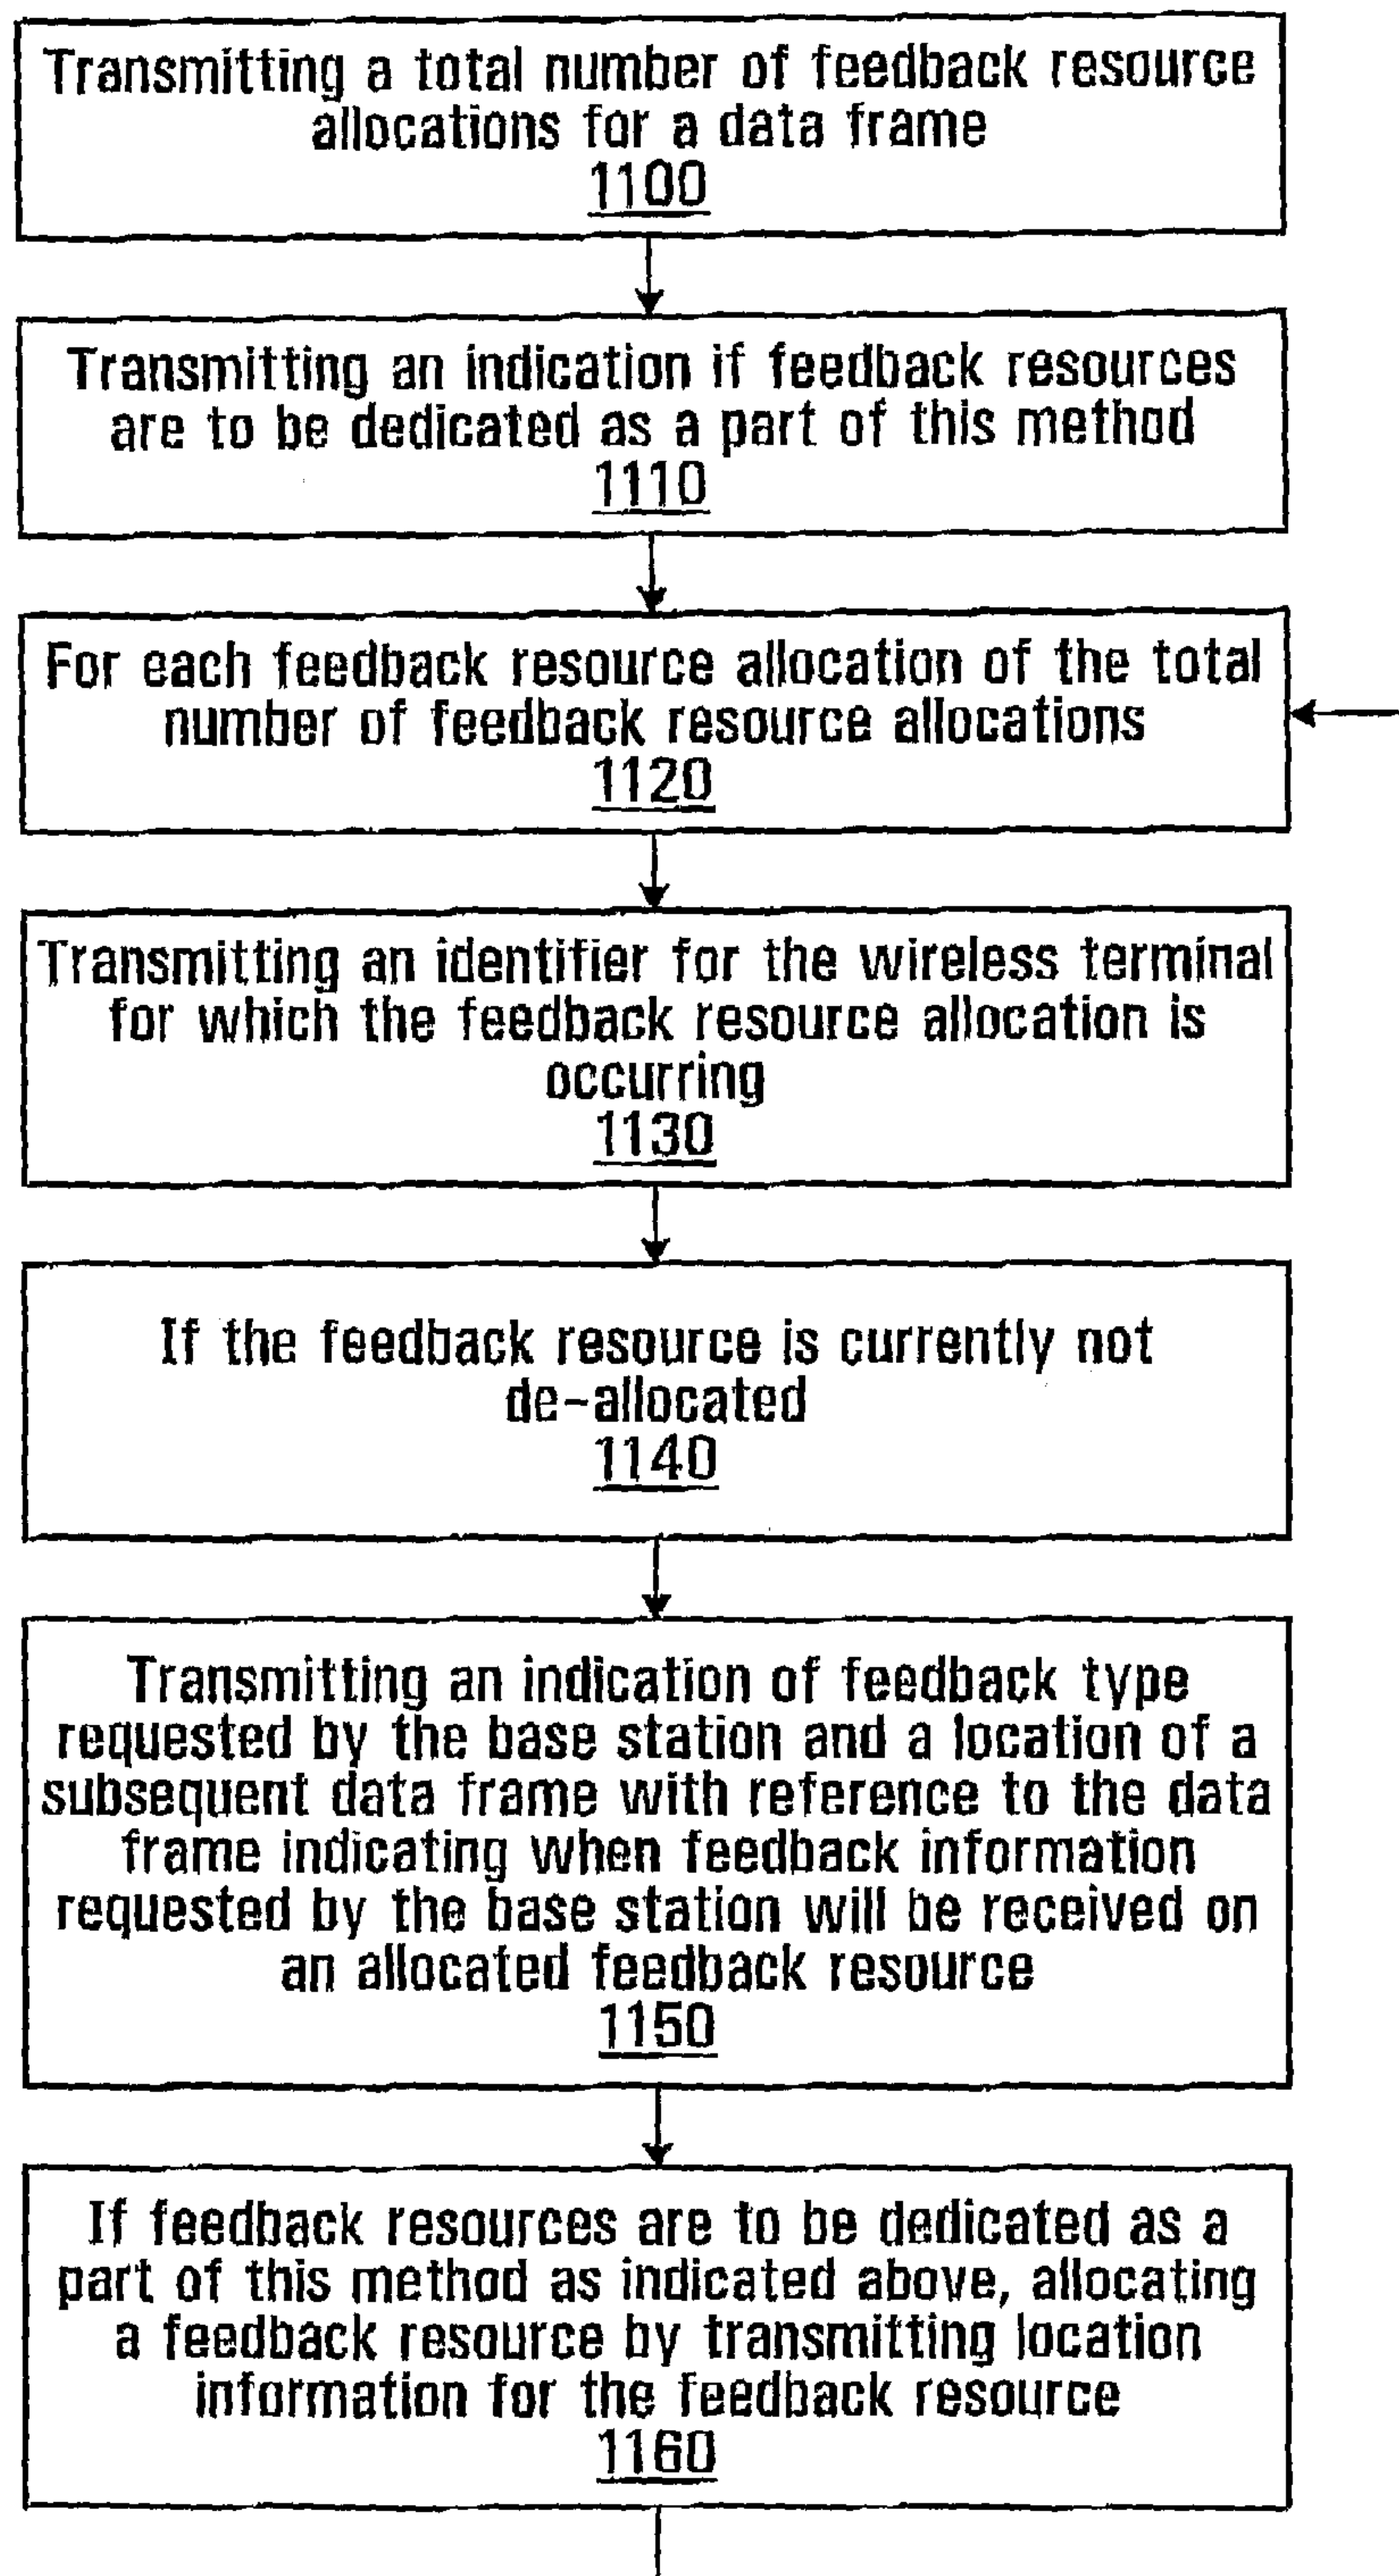 Transmitting a total number of feedback resource
allocations for a data frame
1100
Transmitting an indication if feedback resources
are to be dedicated as a part of this method
1110
For each feedback resource allocation of the total
number of feedback resource allocations
1120
Transmitting an identifier for the wireless terminal
for which the feedback resource allocation is
occurring
1130
If the feedback resource is currently not
de-allocated
1140
Transmitting an indication of feedback type
requested by the base station and a location of a
subsequent data frame with reference to the data
frame indicating when feedback information
requested by the base station will be received on
an allocated feedback resource
1150
If feedback resources are to be dedicated as a
part of this method as indicated above, allocating
a feedback resource by transmitting location
information for the feedback resource
1160